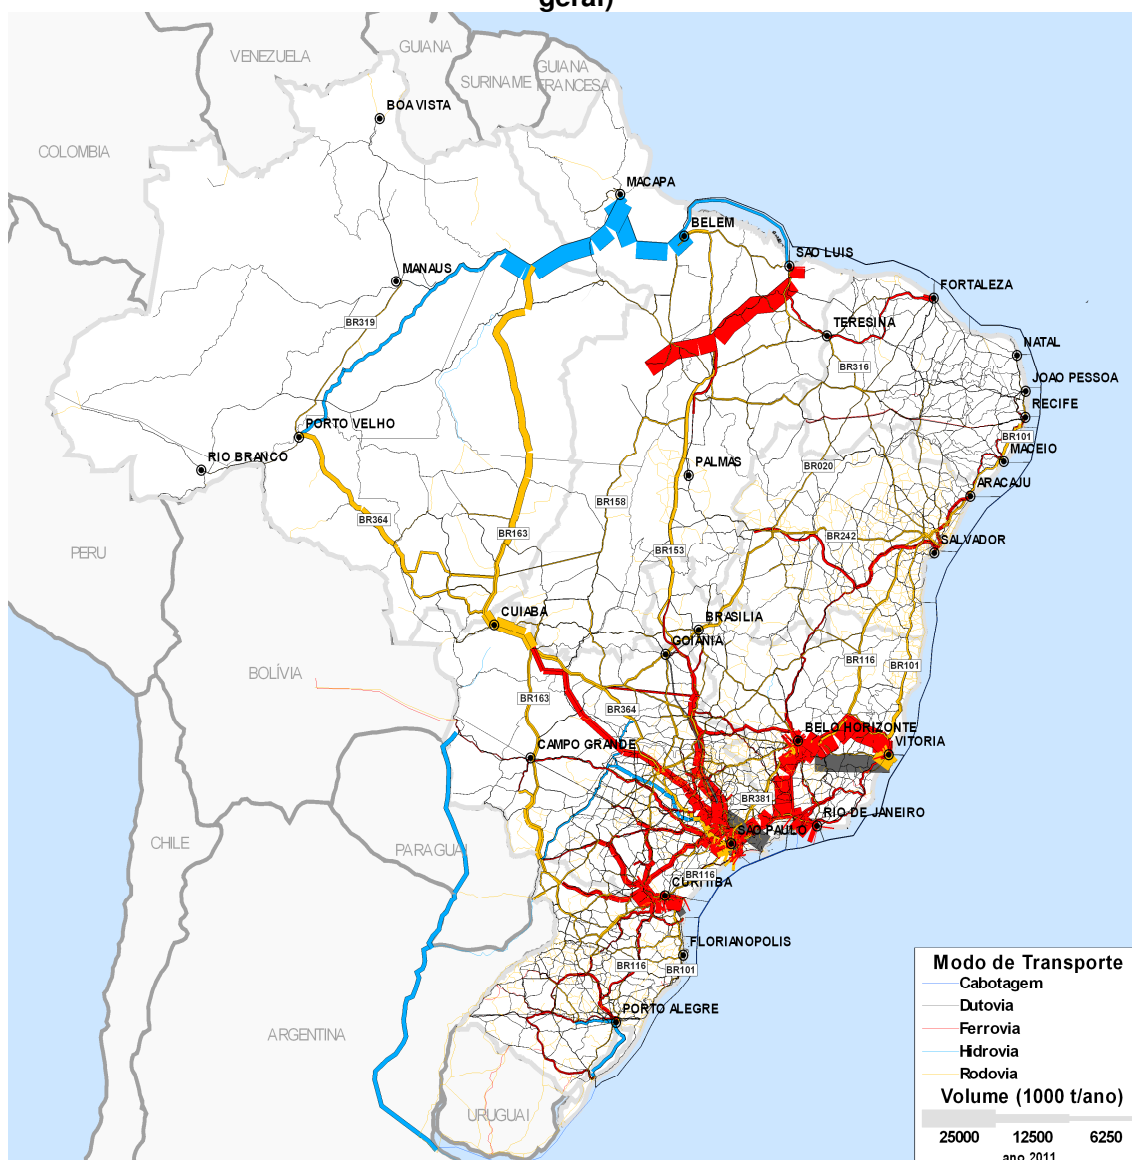 geral)
VENEZUELA
GUIANA
SURINAME
GUIANA
FRANCESA
COLOMBIA
BOA VISTA
MACAPA
BELEM
SAO LUIS
MANAUS
FORTALEZA
BR319
TERESINA
NATAL
BR316
JOAO PESSOA
RECIFE
PORTO VELHO
BR101
RIO BRANCO
MACEIO
PALMAS
BR020
ARACAJU
BR158
BR364
BR163
BR242
SALVADOR
PERU
BR153
CUIABA
BRASILIA
GOIANIA
BR116
BR101
BOLÍVIA
BR163
BR364
BELO HORIZONTE
VITORIA
CAMPO GRANDE
BR381
RIO DE JANEIRO
SAO PAULO
CHILE
PARAGUAI
BR116
CURITIBA
FLORIANOPOLIS
BR116
BR101
PORTO ALEGRE
ARGENTINA
URUGUAI
Modo de Transporte
Cabotagem
Dutovia
Ferrovia
Hidrovia
Rodovia
Volume (1000 t/ano)
25000 12500 6250
ano 2011